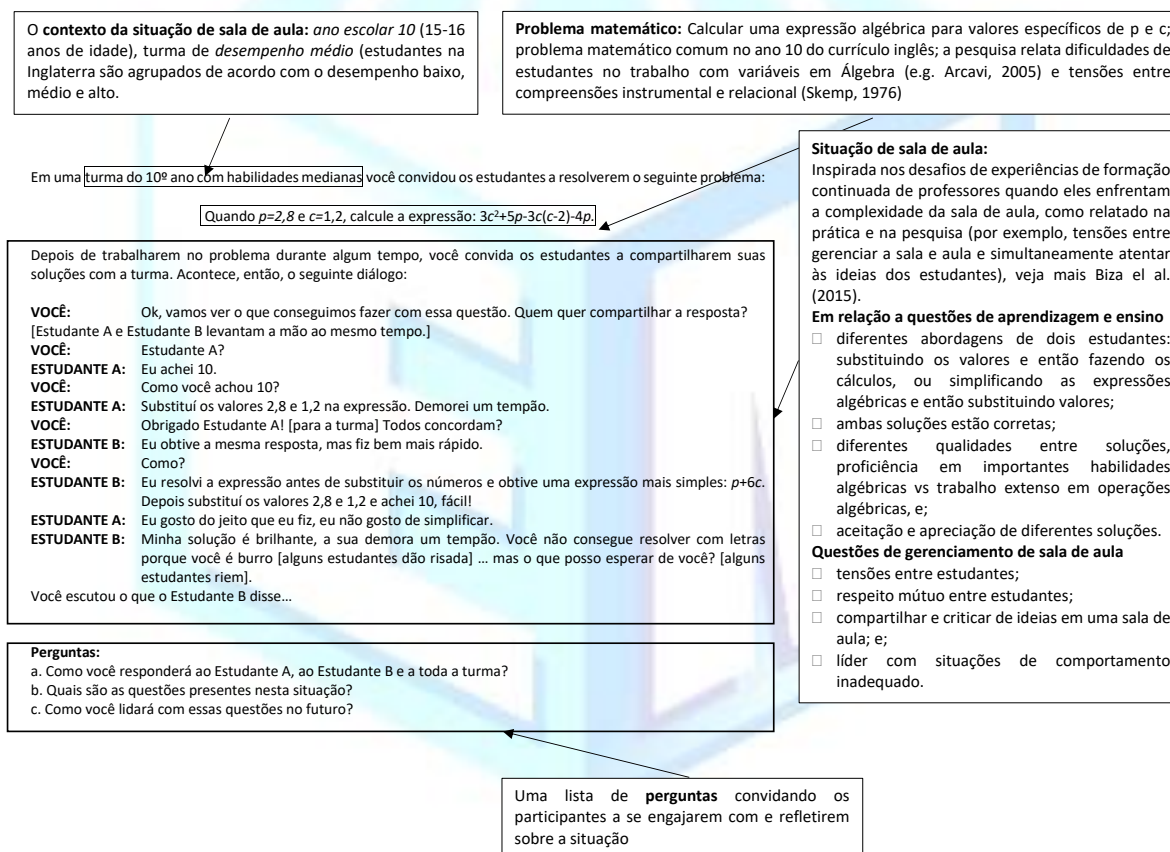 O contexto da situação de sala de aula: ano escolar 10 (15-16
anos de idade), turma de desempenho médio (estudantes na
Inglaterra são agrupados de acordo com o desempenho baixo,
médio e alto.
Problema matemático: Calcular uma expressão algébrica para valores específicos de p e c;
problema matemático comum no ano 10 do currículo inglês; a pesquisa relata dificuldades de
estudantes no trabalho com variáveis em Álgebra (e.g. Arcavi, 2005) e tensões entre
compreensões instrumental e relacional (Skemp, 1976)
Em uma turma do 10º ano com habilidades medianas você convidou os estudantes a resolverem o seguinte problema:
Quando p=2,8 e c=1,2, calcule a expressão: 3c²+5p-3c(c-2)-4p.
Depois de trabalharem no problema durante algum tempo, você convida os estudantes a compartilharem suas
soluções com a turma. Acontece, então, o seguinte diálogo:
VOCÊ: Ok, vamos ver o que conseguimos fazer com essa questão. Quem quer compartilhar a resposta?
[Estudante A e Estudante B levantam a mão ao mesmo tempo.]
VOCÊ: Estudante A?
ESTUDANTE A: Eu achei 10.
VOCÊ: Como você achou 10?
ESTUDANTE A: Substituí os valores 2,8 e 1,2 na expressão. Demorei um tempão.
VOCÊ: Obrigado Estudante A! [para a turma] Todos concordam?
ESTUDANTE B: Eu obtive a mesma resposta, mas fiz bem mais rápido.
VOCÊ: Como?
ESTUDANTE B: Eu resolvi a expressão antes de substituir os números e obtive uma expressão mais simples: p+6c.
Depois substituí os valores 2,8 e 1,2 e achei 10, fácil!
ESTUDANTE A: Eu gosto do jeito que eu fiz, eu não gosto de simplificar.
ESTUDANTE B: Minha solução é brilhante, a sua demora um tempão. Você não consegue resolver com letras
porque você é burro [alguns estudantes dão risada] … mas o que posso esperar de você? [alguns
estudantes riem].
Você escutou o que o Estudante B disse…
Perguntas:
a. Como você responderá ao Estudante A, ao Estudante B e a toda a turma?
b. Quais são as questões presentes nesta situação?
c. Como você lidará com essas questões no futuro?
Situação de sala de aula:
Inspirada nos desafios de experiências de formação
continuada de professores quando eles enfrentam
a complexidade da sala de aula, como relatado na
prática e na pesquisa (por exemplo, tensões entre
gerenciar a sala e aula e simultaneamente atentar
às ideias dos estudantes), veja mais Biza el al.
(2015).
Em relação a questões de aprendizagem e ensino
□ diferentes abordagens de dois estudantes:
substituindo os valores e então fazendo os
cálculos, ou simplificando as expressões
algébricas e então substituindo valores;
□ ambas soluções estão corretas;
□ diferentes qualidades entre soluções,
proficiência em importantes habilidades
algébricas vs trabalho extenso em operações
algébricas, e;
□ aceitação e apreciação de diferentes soluções.
Questões de gerenciamento de sala de aula
□ tensões entre estudantes;
□ respeito mútuo entre estudantes;
□ compartilhar e criticar de ideias em uma sala de
aula; e;
□ líder com situações de comportamento
inadequado.
Uma lista de perguntas convidando os
participantes a se engajarem com e refletirem
sobre a situação